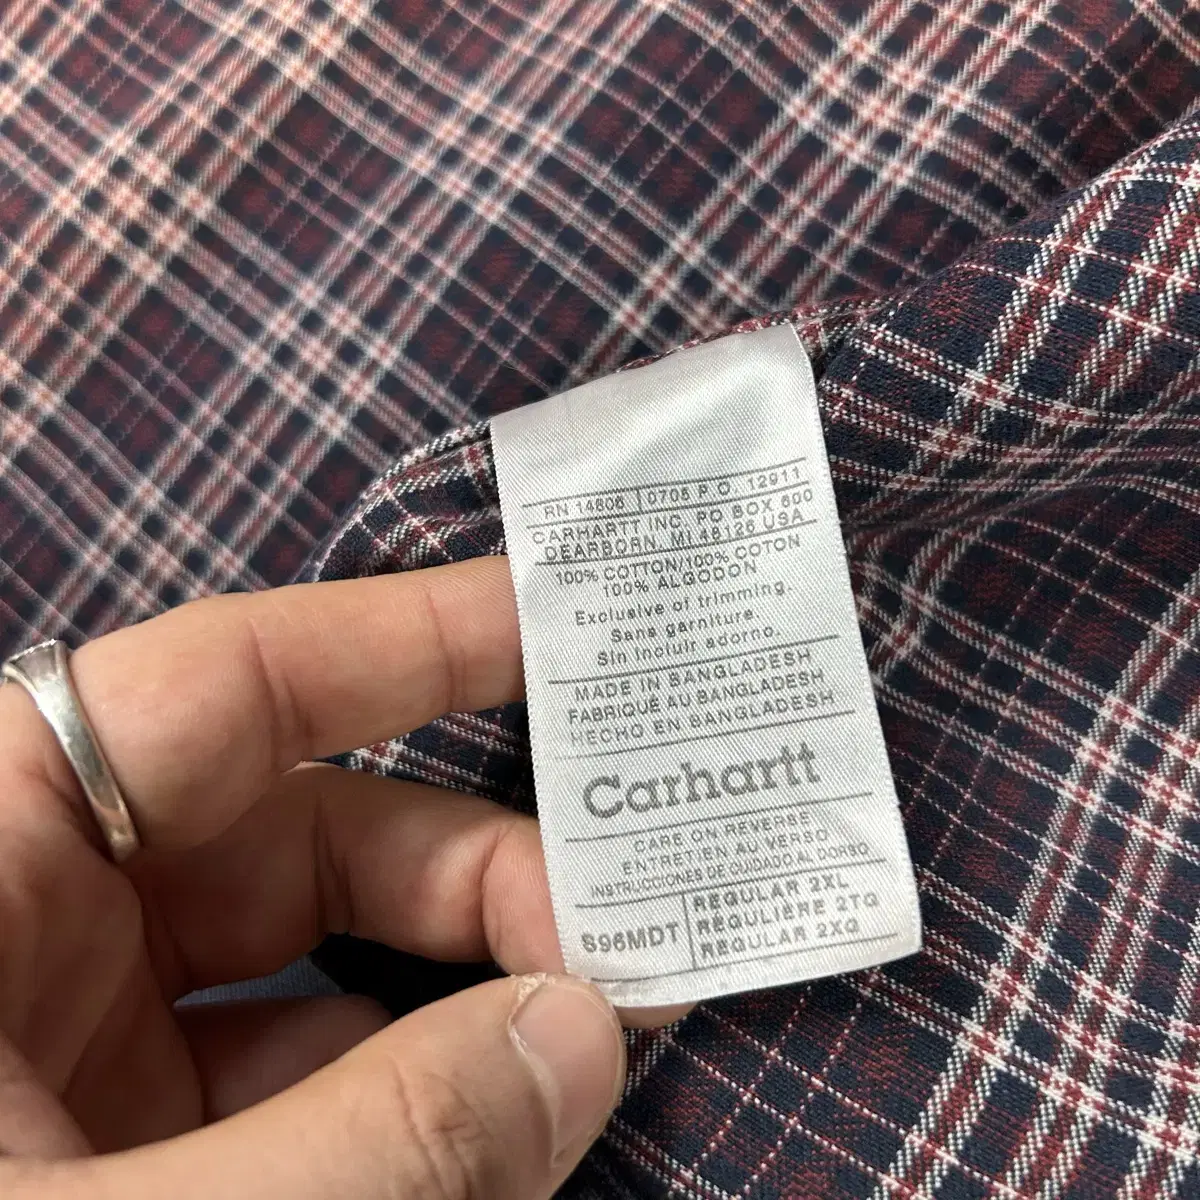 RN 14806 0708 P.O. 12911
CARHARTT INC. PO BOX 600
DEARBORN, MI 48126 USA
100% COTTON/100% COTON
100% ALGODON
Exclusive of trimming.
Sans garniture.
Sin incluir adorno.
MADE IN BANGLADESH
FABRIQUÉ AU BANGLADESH
HECHO EN BANGLADESH
Carhartt
CARE ON REVERSE
ENTRETIEN AU VERSO
INSTRUCCIONES DE CUIDADO AL DORSO
S96MDT
REGULAR 2XL
RÉGULIÈRE 2TG
REGULAR 2XG